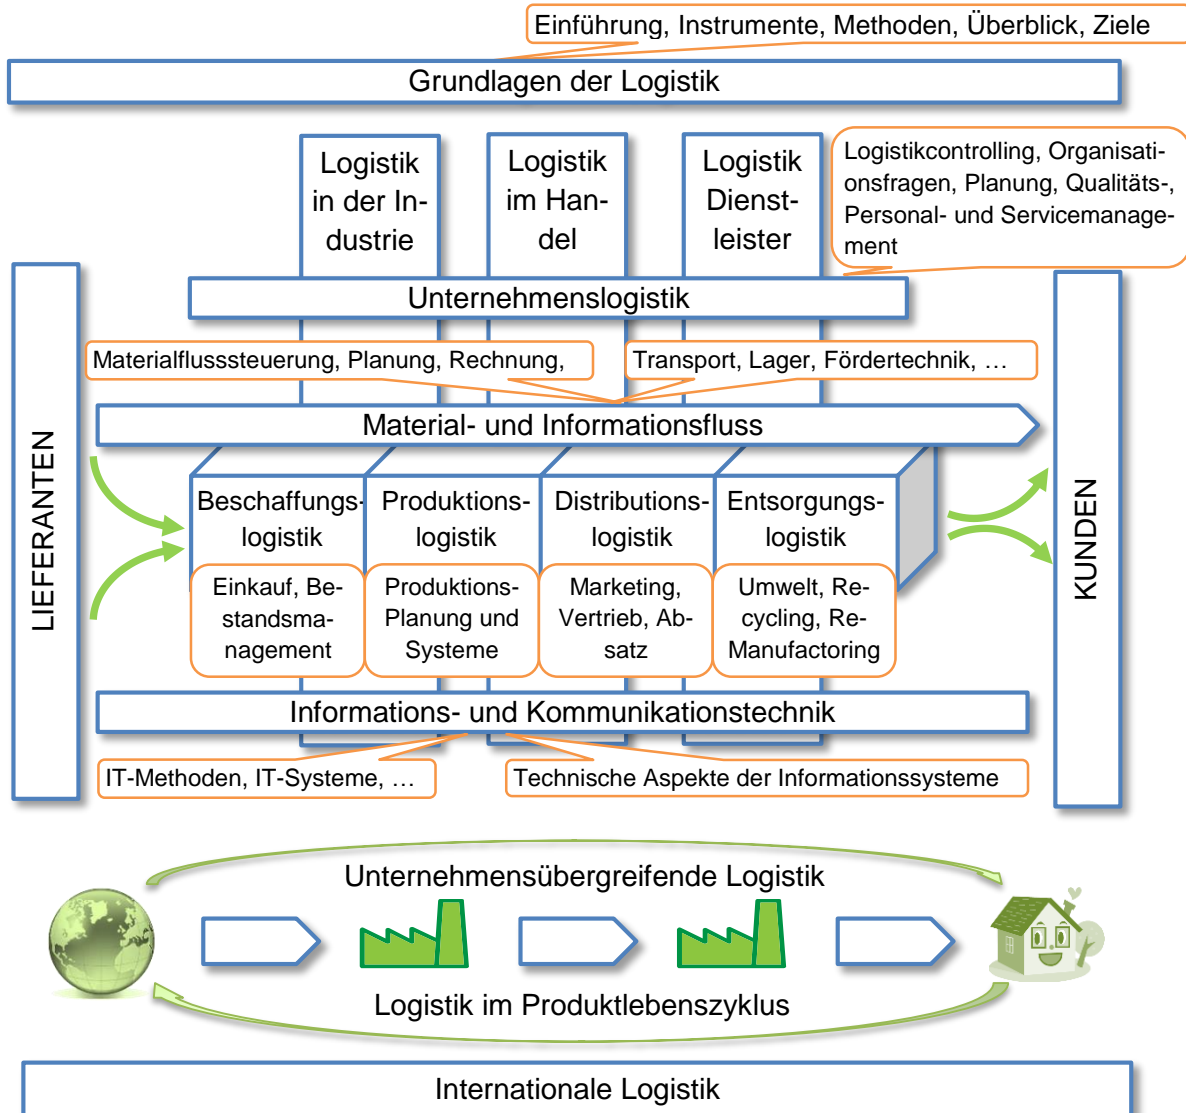 Einführung, Instrumente, Methoden, Überblick, Ziele
Grundlagen der Logistik
Logistik
in der In-
dustrie
Logistik
im Han-
del
Logistik
Dienst-
leister
Logistikcontrolling, Organisati-
onsfragen, Planung, Qualitäts-,
Personal- und Servicemanage-
ment
Unternehmenslogistik
Materialflusssteuerung, Planung, Rechnung,
Transport, Lager, Fördertechnik, …
Material- und Informationsfluss
LIEFERANTEN
Beschaffungs-
logistik
Produktions-
logistik
Distributions-
logistik
Entsorgungs-
logistik
KUNDEN
Einkauf, Be-
standsma-
nagement
Produktions-
Planung und
Systeme
Marketing,
Vertrieb, Ab-
satz
Umwelt, Re-
cycling, Re-
Manufactoring
Informations- und Kommunikationstechnik
IT-Methoden, IT-Systeme, …
Technische Aspekte der Informationssysteme
Unternehmensübergreifende Logistik
Logistik im Produktlebenszyklus
Internationale Logistik